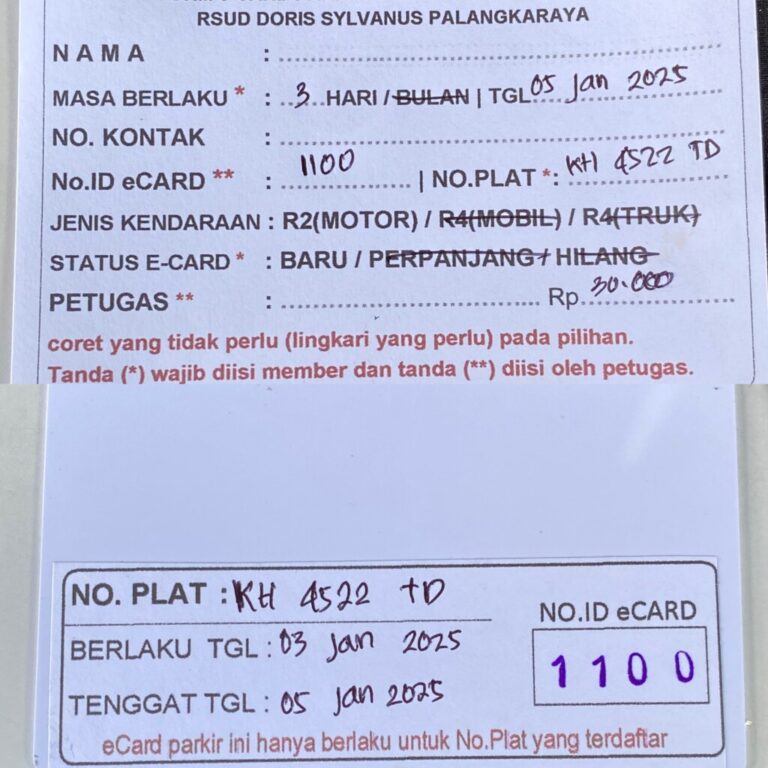 RSUD DORIS SYLVANUS PALANGKARAYA
NAMA : ....................
MASA BERLAKU * : ..3..HARI / BULAN | TGL 05 Jan 2025
NO. KONTAK : ....................
No.ID eCARD ** : 1100 | NO.PLAT *: KH 4522 TD
JENIS KENDARAAN : R2(MOTOR) / R4(MOBIL) / R4(TRUK)
STATUS E-CARD * : BARU / PERPANJANG / HILANG
PETUGAS ** : .................... Rp. 30.000
coret yang tidak perlu (lingkari yang perlu) pada pilihan.
Tanda (*) wajib diisi member dan tanda (**) diisi oleh petugas.
NO. PLAT : KH 4522 TD
BERLAKU TGL : 03 Jan 2025
TENGGAT TGL : 05 Jan 2025
NO.ID eCARD
1100
eCard parkir ini hanya berlaku untuk No.Plat yang terdaftar